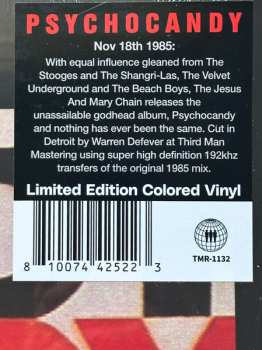 PSYCHOCANDY
Nov 18th 1985:
With equal influence gleaned from The
Stooges and The Shangri-Las, The Velvet
Underground and The Beach Boys, The Jesus
And Mary Chain releases the
unassailable godhead album, Psychocandy
and nothing has ever been the same. Cut in
Detroit by Warren Defever at Third Man
Mastering using super high definition 192khz
transfers of the original 1985 mix.
Limited Edition Colored Vinyl
8 10074 42522 3
TMR-1132